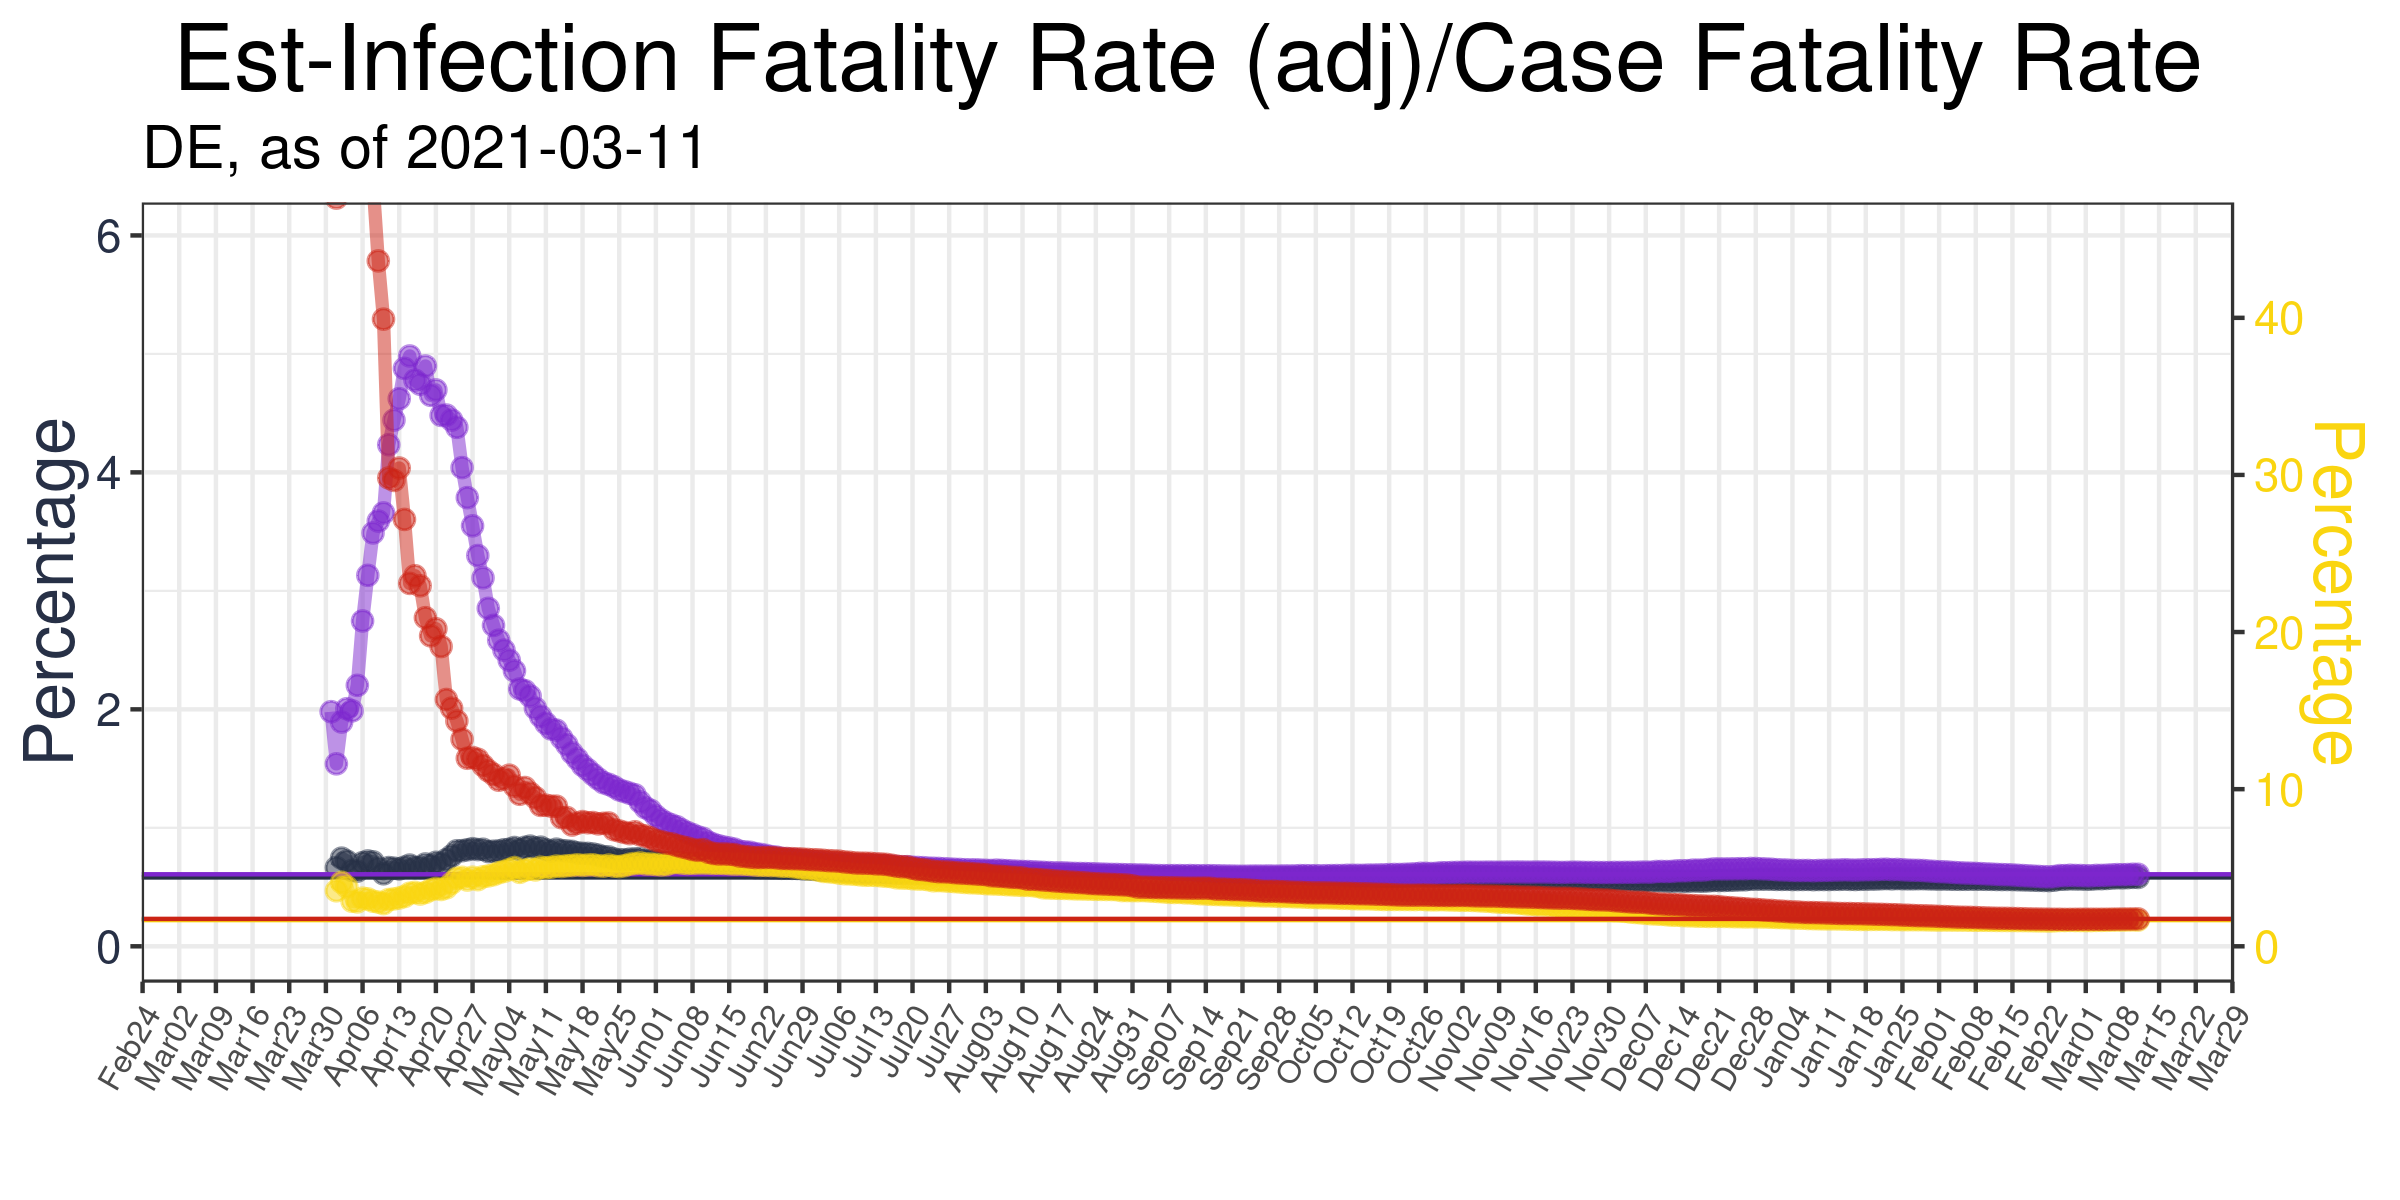 Est-Infection Fatality Rate (adj)/Case Fatality Rate
DE, as of 2021-03-11
Percentage
6
4
2
0
40
30
20
10
0
Percentage
Feb24
Mar02
Mar09
Mar16
Mar23
Mar30
Apr06
Apr13
Apr20
Apr27
May04
May11
May18
May25
Jun01
Jun08
Jun15
Jun22
Jun29
Jul06
Jul13
Jul20
Jul27
Aug03
Aug10
Aug17
Aug24
Aug31
Sep07
Sep14
Sep21
Sep28
Oct05
Oct12
Oct19
Oct26
Nov02
Nov09
Nov16
Nov23
Nov30
Dec07
Dec14
Dec21
Dec28
Jan04
Jan11
Jan18
Jan25
Feb01
Feb08
Feb15
Feb22
Mar01
Mar08
Mar15
Mar22
Mar29